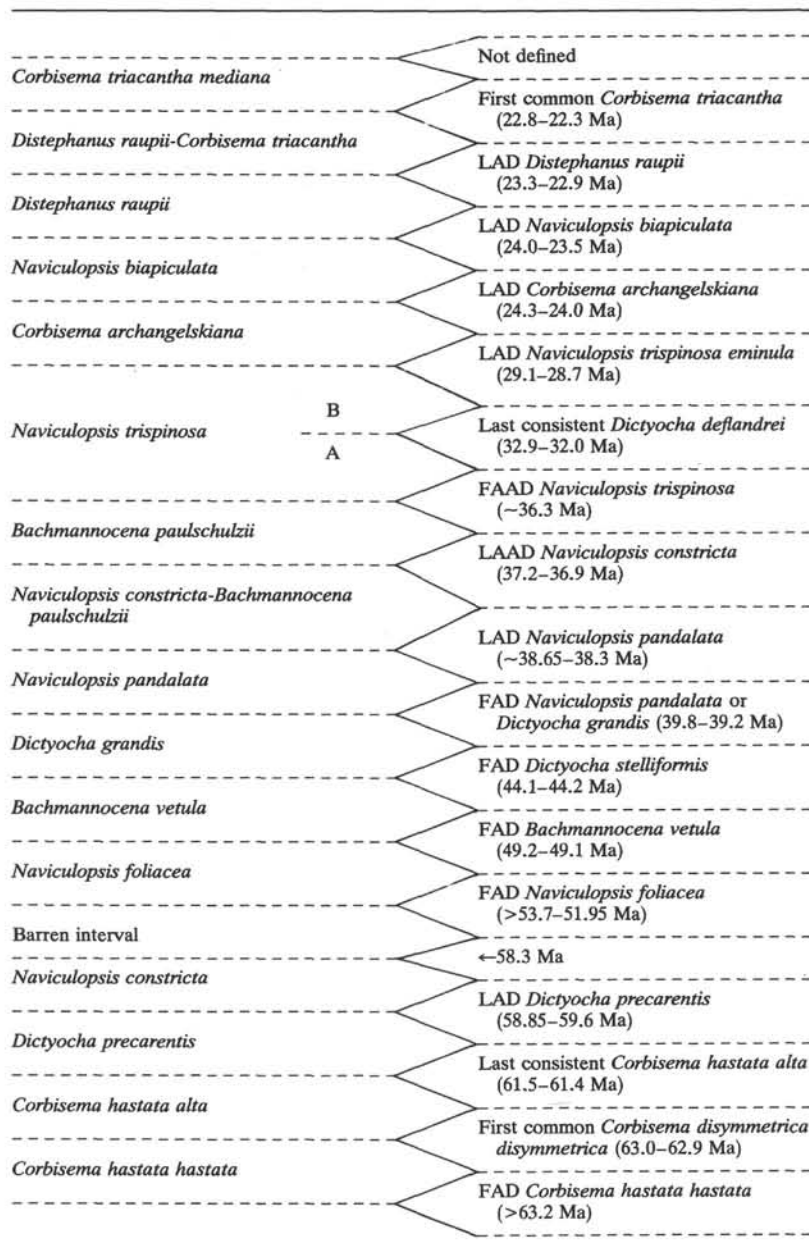 Not defined
Corbisema triacantha mediana
First common Corbisema triacantha
(22.8–22.3 Ma)
Distephanus raupii-Corbisema triacantha
LAD Distephanus raupii
(23.3–22.9 Ma)
Distephanus raupii
LAD Naviculopsis biapiculata
(24.0–23.5 Ma)
Naviculopsis biapiculata
LAD Corbisema archangelskiana
(24.3–24.0 Ma)
Corbisema archangelskiana
LAD Naviculopsis trispinosa eminula
(29.1–28.7 Ma)
B
Naviculopsis trispinosa
A
Last consistent Dictyocha deflandrei
(32.9–32.0 Ma)
FAAD Naviculopsis trispinosa
(~36.3 Ma)
Bachmannocena paulschulzii
LAAD Naviculopsis constricta
(37.2–36.9 Ma)
Naviculopsis constricta-Bachmannocena
paulschulzii
LAD Naviculopsis pandalata
(~38.65–38.3 Ma)
Naviculopsis pandalata
FAD Naviculopsis pandalata or
Dictyocha grandis (39.8–39.2 Ma)
Dictyocha grandis
FAD Dictyocha stelliformis
(44.1–44.2 Ma)
Bachmannocena vetula
FAD Bachmannocena vetula
(49.2–49.1 Ma)
Naviculopsis foliacea
FAD Naviculopsis foliacea
(>53.7–51.95 Ma)
Barren interval
←58.3 Ma
Naviculopsis constricta
LAD Dictyocha precarentis
(58.85–59.6 Ma)
Dictyocha precarentis
Last consistent Corbisema hastata alta
(61.5–61.4 Ma)
Corbisema hastata alta
First common Corbisema disymmetrica
disymmetrica (63.0–62.9 Ma)
Corbisema hastata hastata
FAD Corbisema hastata hastata
(>63.2 Ma)